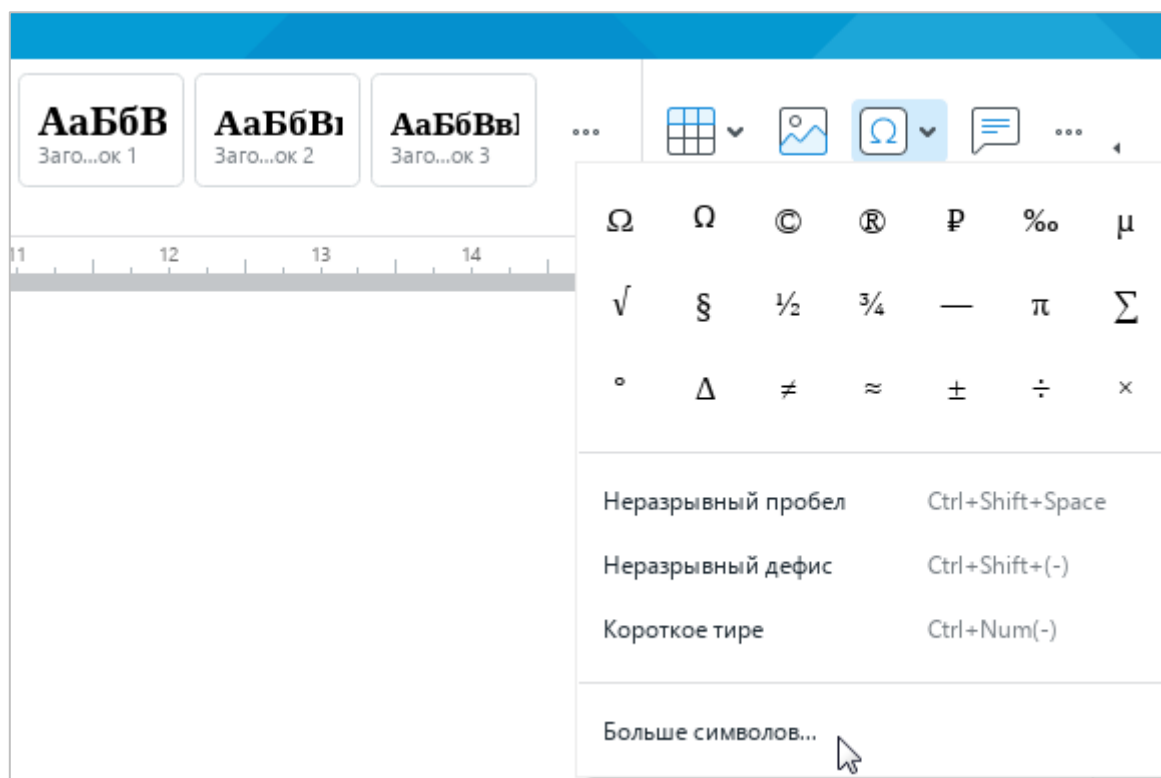 АаБбВ АаБбВı АаБбВвІ
Заго...ок 1 Заго...ок 2 Заго...ок 3
11 12 13 14
Ω Ω © ® ₽ ‰ µ
√ § ½ ¾ — π ∑
° Δ ≠ ≈ ± ÷ ×
Неразрывный пробел Ctrl+Shift+Space
Неразрывный дефис Ctrl+Shift+(-)
Короткое тире Ctrl+Num(-)
Больше символов...